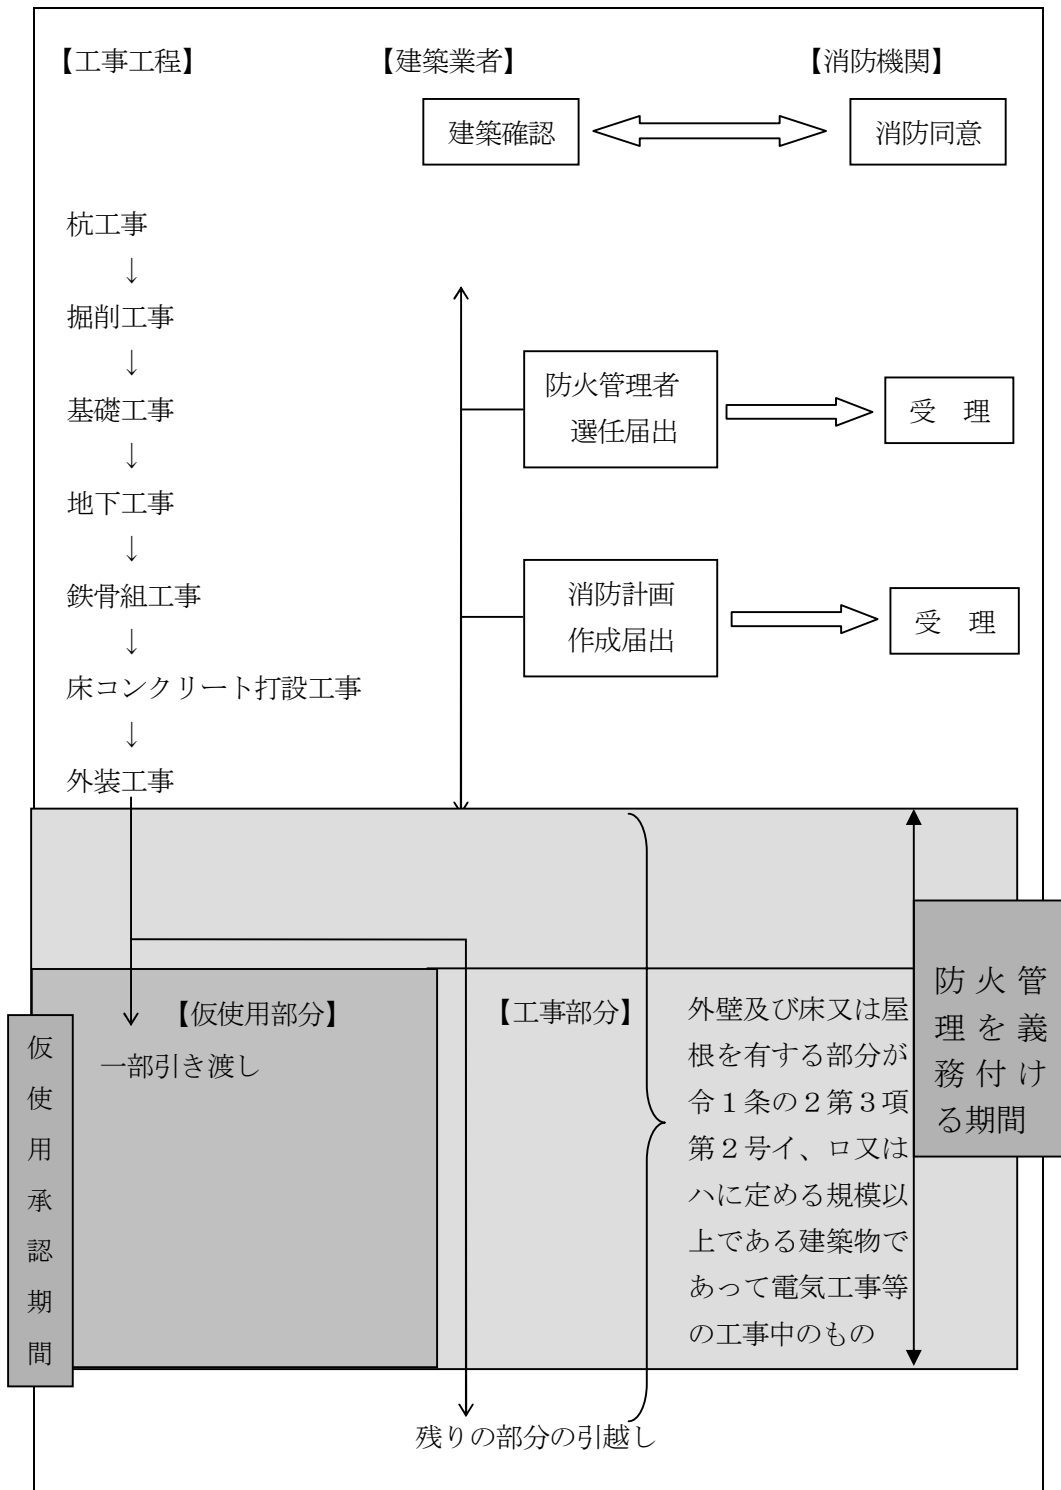 【工事工程】
【建築業者】
【消防機関】
建築確認
消防同意
杭工事
↓
掘削工事
↓
基礎工事
↓
地下工事
↓
鉄骨組工事
↓
床コンクリート打設工事
↓
外装工事
防火管理者
選任届出
受　理
消防計画
作成届出
受　理
【仮使用部分】
一部引き渡し
【工事部分】
外壁及び床又は屋
根を有する部分が
令１条の２第３項
第２号イ、ロ又は
ハに定める規模以
上である建築物で
あって電気工事等
の工事中のもの
防火管
理を義
務付け
る期間
仮使用承認期間
残りの部分の引越し